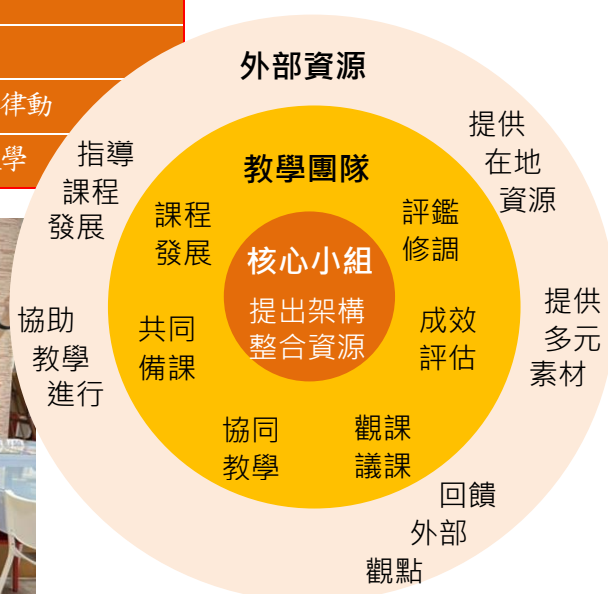 律動
學
外部資源
指導
課程
發展
提供
在地
資源
協助
教學
進行
提供
多元
素材
回饋
外部
觀點
教學團隊
課程
發展
評鑑
修調
共同
備課
成效
評估
協同
教學
觀課
議課
核心小組
提出架構
整合資源